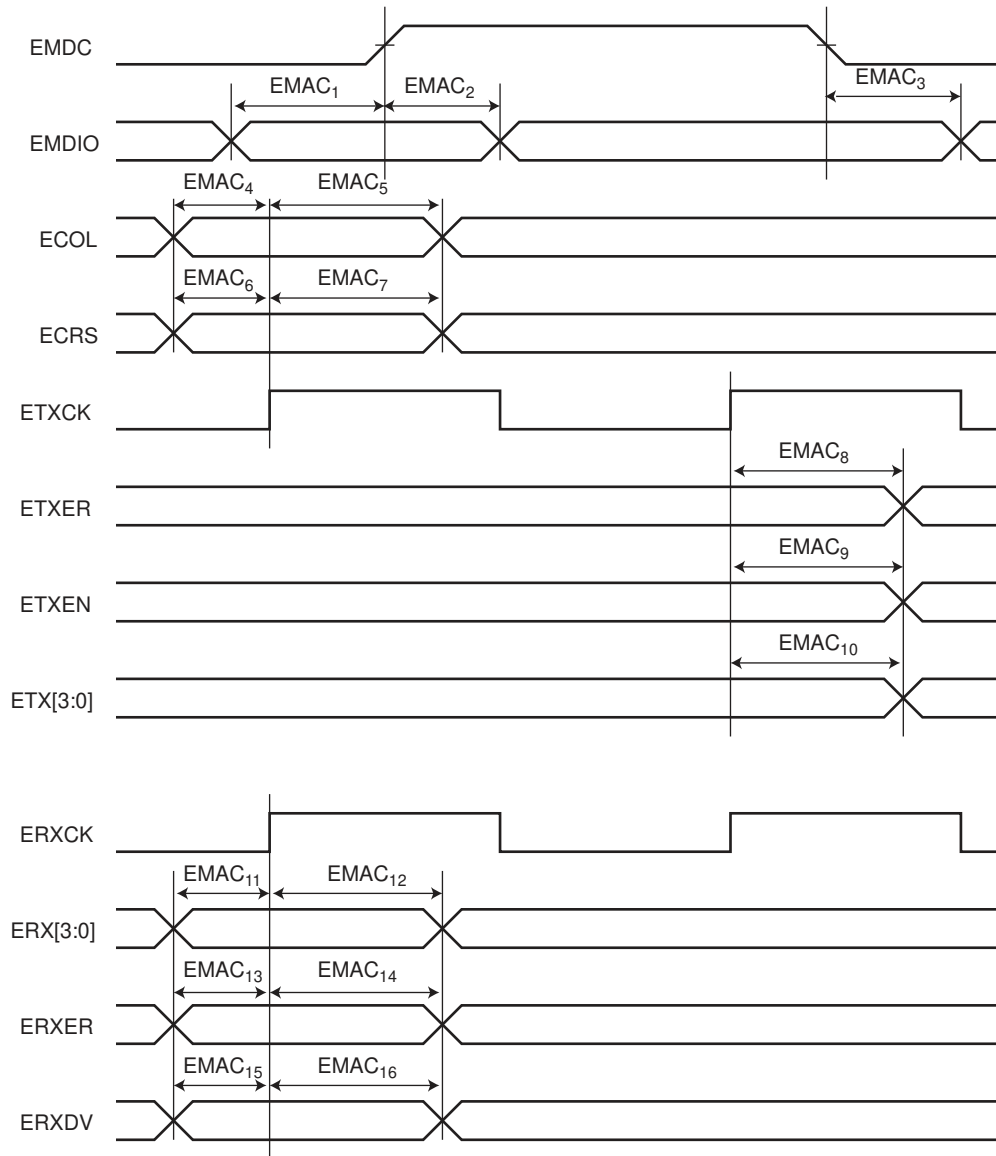 EMDC
EMAC1 EMAC2 EMAC3
EMDIO
EMAC4 EMAC5
ECOL
EMAC6 EMAC7
ECRS
ETXCK
EMAC8
ETXER
EMAC9
ETXEN
EMAC10
ETX[3:0]
ERXCK
EMAC11 EMAC12
ERX[3:0]
EMAC13 EMAC14
ERXER
EMAC15 EMAC16
ERXDV